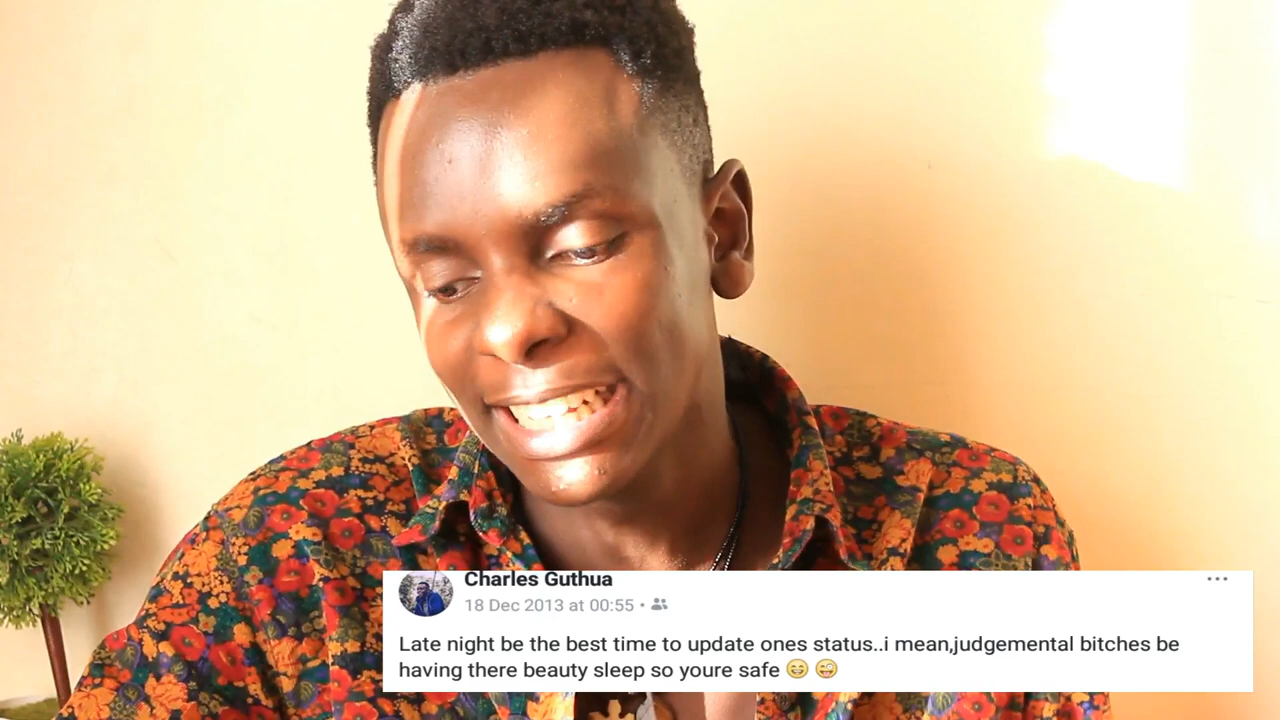 Charles Guthua
18 Dec 2013 at 00:55 •
Late night be the best time to update ones status..i mean,judgemental bitches be
having there beauty sleep so youre safe 😁 😜